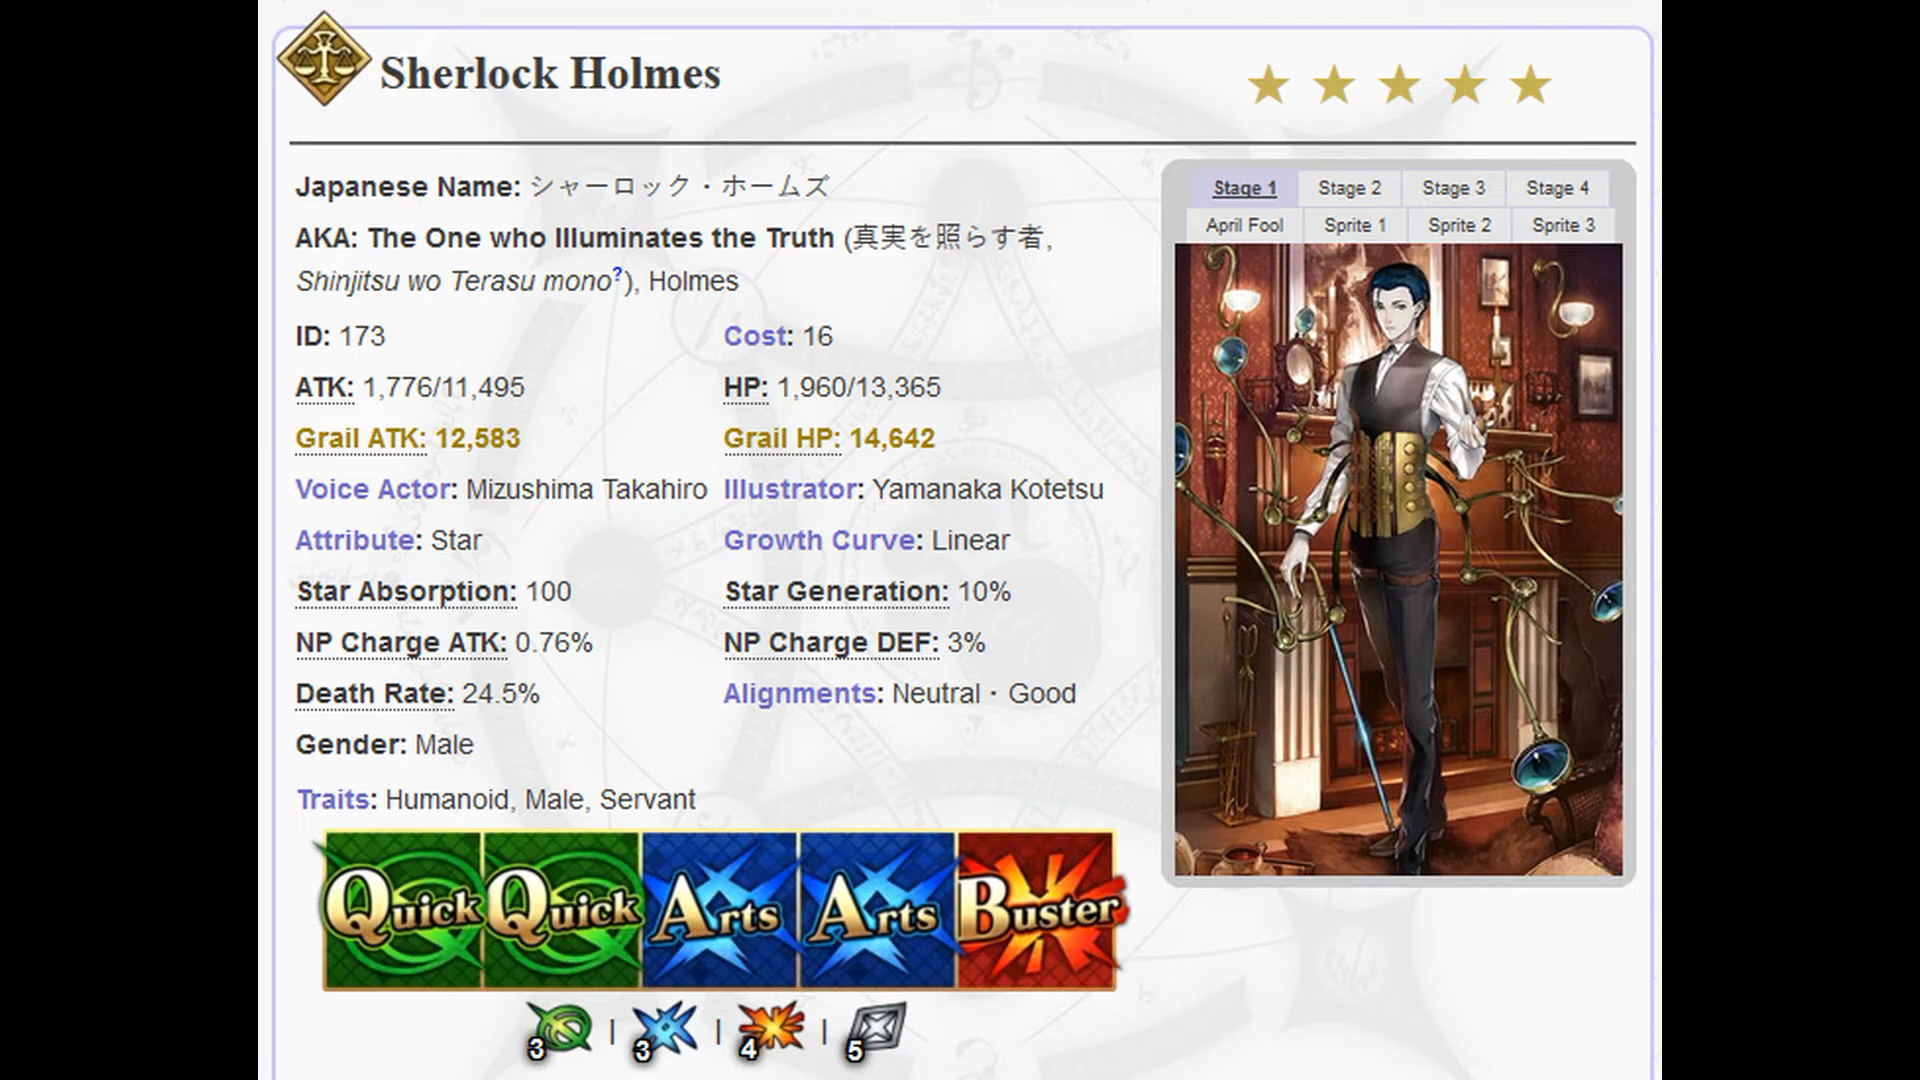 Sherlock Holmes
Japanese Name: シャーロック・ホームズ
AKA: The One who Illuminates the Truth (真実を照らす者,
Shinjitsu wo Terasu mono?), Holmes
ID: 173
Cost: 16
ATK: 1,776/11,495
HP: 1,960/13,365
Grail ATK: 12,583
Grail HP: 14,642
Voice Actor: Mizushima Takahiro
Illustrator: Yamanaka Kotetsu
Attribute: Star
Growth Curve: Linear
Star Absorption: 100
Star Generation: 10%
NP Charge ATK: 0.76%
NP Charge DEF: 3%
Death Rate: 24.5%
Alignments: Neutral・Good
Gender: Male
Traits: Humanoid, Male, Servant
Quick Quick Arts Arts Buster
3 | 3 | 4 | 5
Stage 1 Stage 2 Stage 3 Stage 4
April Fool Sprite 1 Sprite 2 Sprite 3